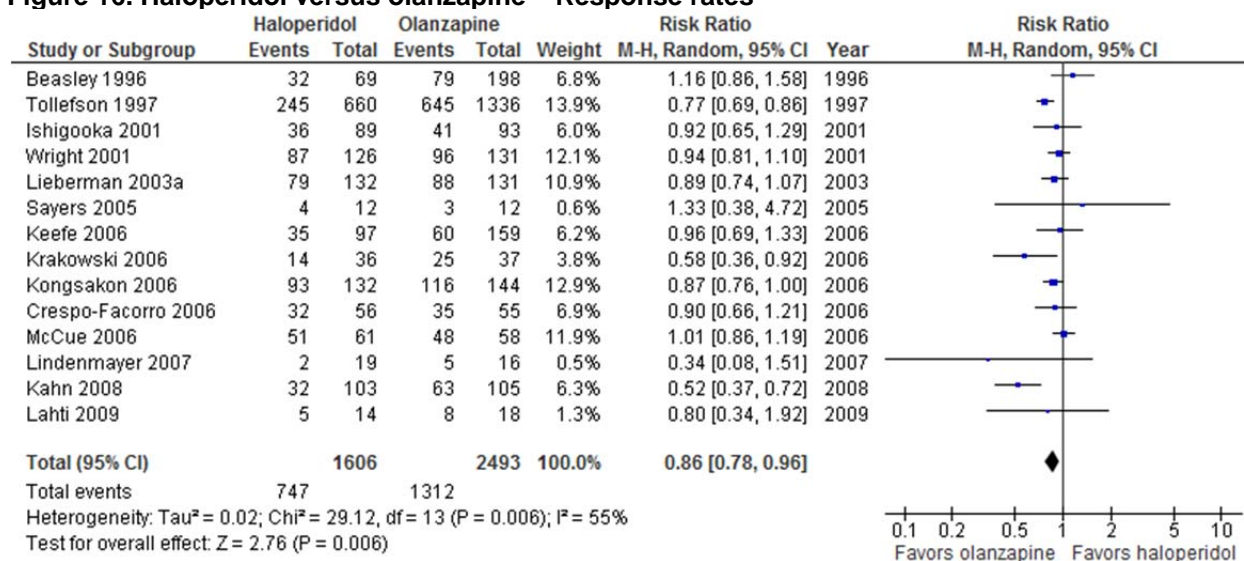 Figure 10. Haloperidol versus olanzapine – Response rates
Haloperidol Olanzapine Risk Ratio Risk Ratio
Study or Subgroup Events Total Events Total Weight M-H, Random, 95% CI Year M-H, Random, 95% CI
Beasley 1996 32 69 79 198 6.8% 1.16 [0.86, 1.58] 1996
Tollefson 1997 245 660 645 1336 13.9% 0.77 [0.69, 0.86] 1997
Ishigooka 2001 36 89 41 93 6.0% 0.92 [0.65, 1.29] 2001
Wright 2001 87 126 96 131 12.1% 0.94 [0.81, 1.10] 2001
Lieberman 2003a 79 132 88 131 10.9% 0.89 [0.74, 1.07] 2003
Sayers 2005 4 12 3 12 0.6% 1.33 [0.38, 4.72] 2005
Keefe 2006 35 97 60 159 6.2% 0.96 [0.69, 1.33] 2006
Krakowski 2006 14 36 25 37 3.8% 0.58 [0.36, 0.92] 2006
Kongsakon 2006 93 132 116 144 12.9% 0.87 [0.76, 1.00] 2006
Crespo-Facorro 2006 32 56 35 55 6.9% 0.90 [0.66, 1.21] 2006
McCue 2006 51 61 48 58 11.9% 1.01 [0.86, 1.19] 2006
Lindenmayer 2007 2 19 5 16 0.5% 0.34 [0.08, 1.51] 2007
Kahn 2008 32 103 63 105 6.3% 0.52 [0.37, 0.72] 2008
Lahti 2009 5 14 8 18 1.3% 0.80 [0.34, 1.92] 2009
Total (95% CI) 1606 2493 100.0% 0.86 [0.78, 0.96]
Total events 747 1312
Heterogeneity: Tau² = 0.02; Chi² = 29.12, df = 13 (P = 0.006); I² = 55%
Test for overall effect: Z = 2.76 (P = 0.006)
0.1 0.2 0.5 1 2 5 10
Favors olanzapine Favors haloperidol